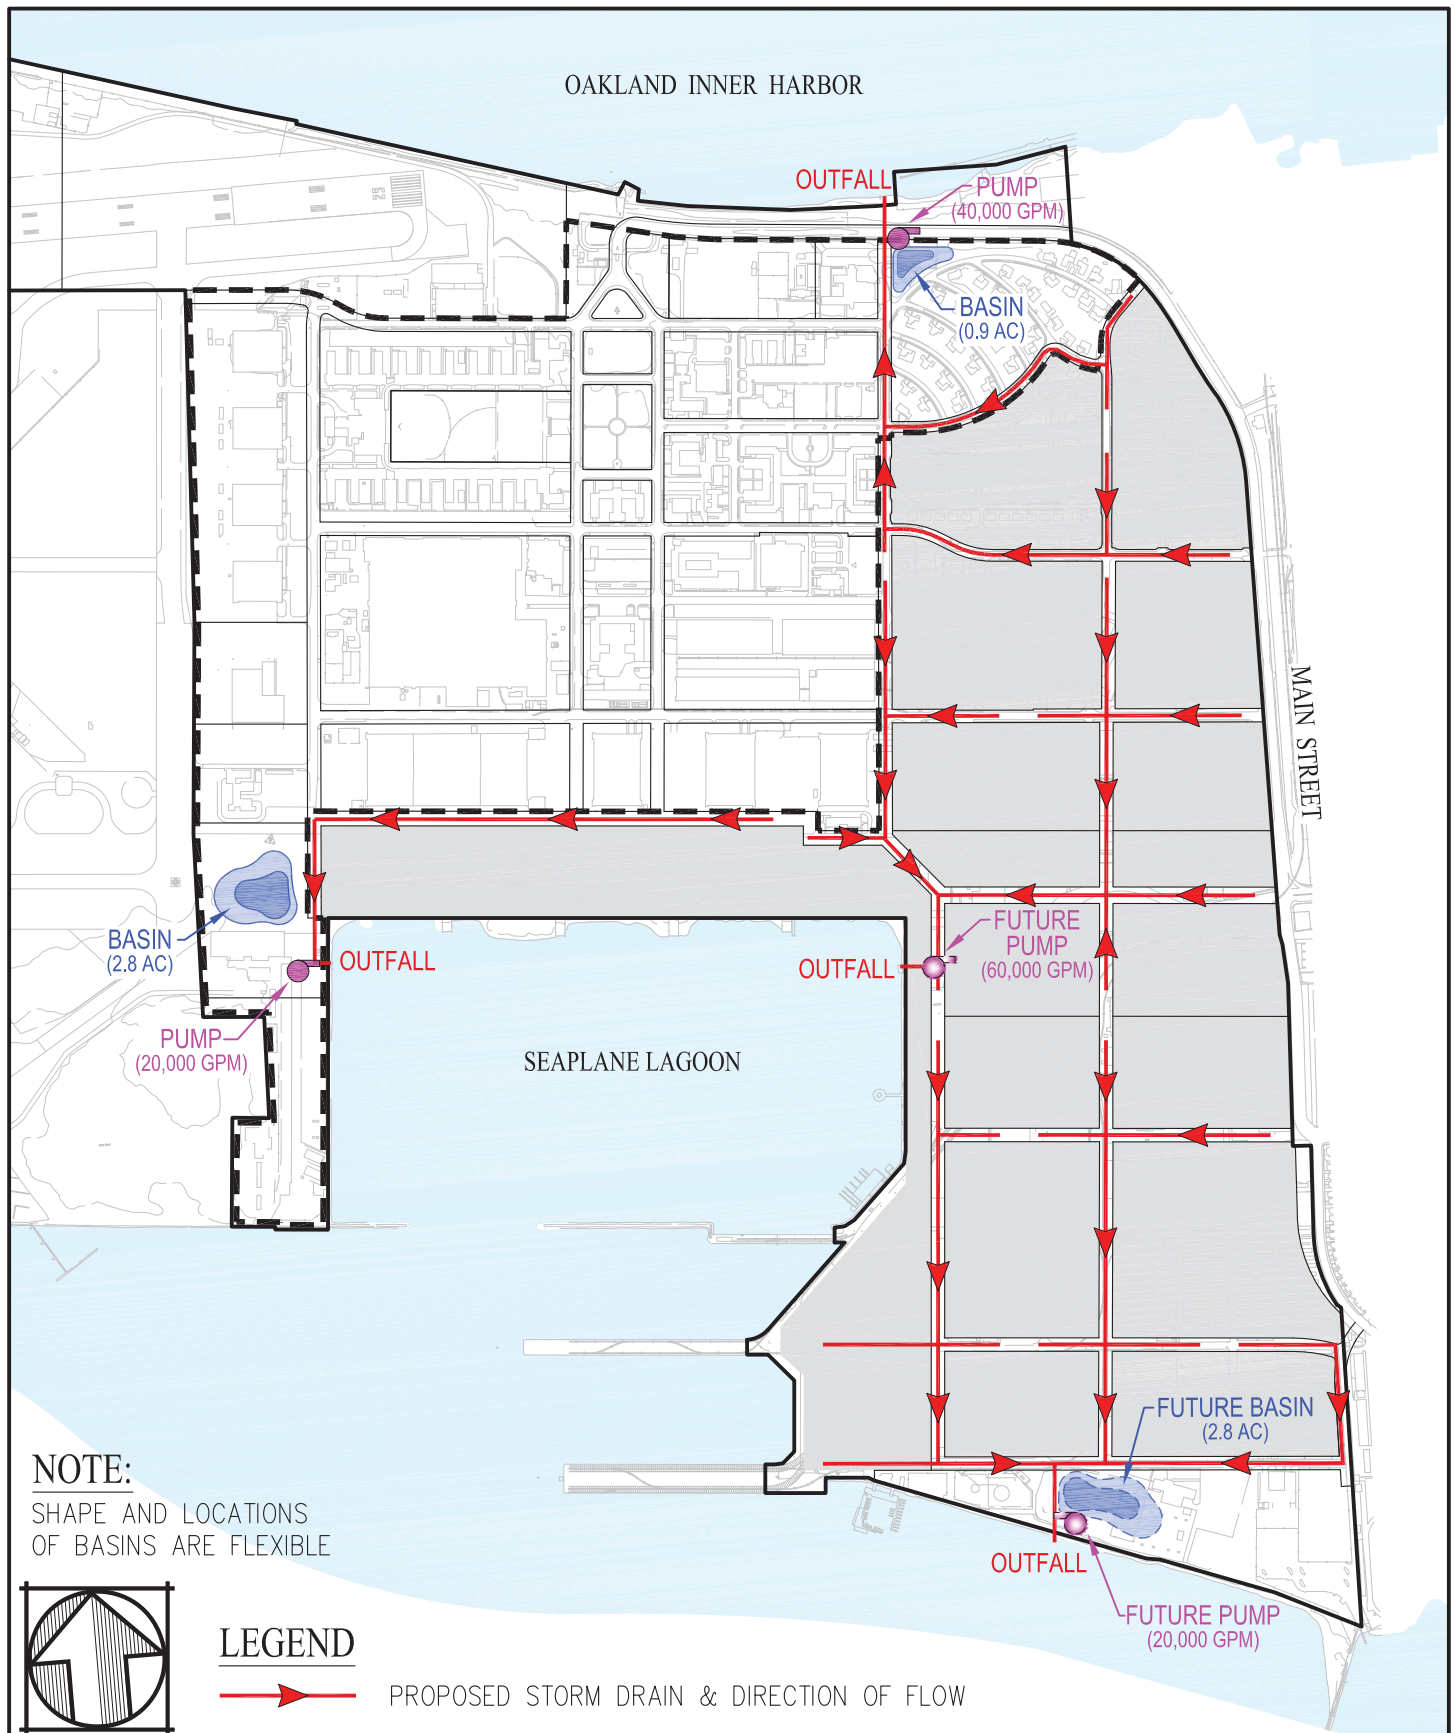 OAKLAND INNER HARBOR
OUTFALL
PUMP
(40,000 GPM)
BASIN
(0.9 AC)
MAIN STREET
BASIN
(2.8 AC)
OUTFALL
PUMP
(20,000 GPM)
OUTFALL
FUTURE
PUMP
(60,000 GPM)
SEAPLANE LAGOON
FUTURE BASIN
(2.8 AC)
OUTFALL
FUTURE PUMP
(20,000 GPM)
NOTE:
SHAPE AND LOCATIONS
OF BASINS ARE FLEXIBLE
LEGEND
PROPOSED STORM DRAIN & DIRECTION OF FLOW